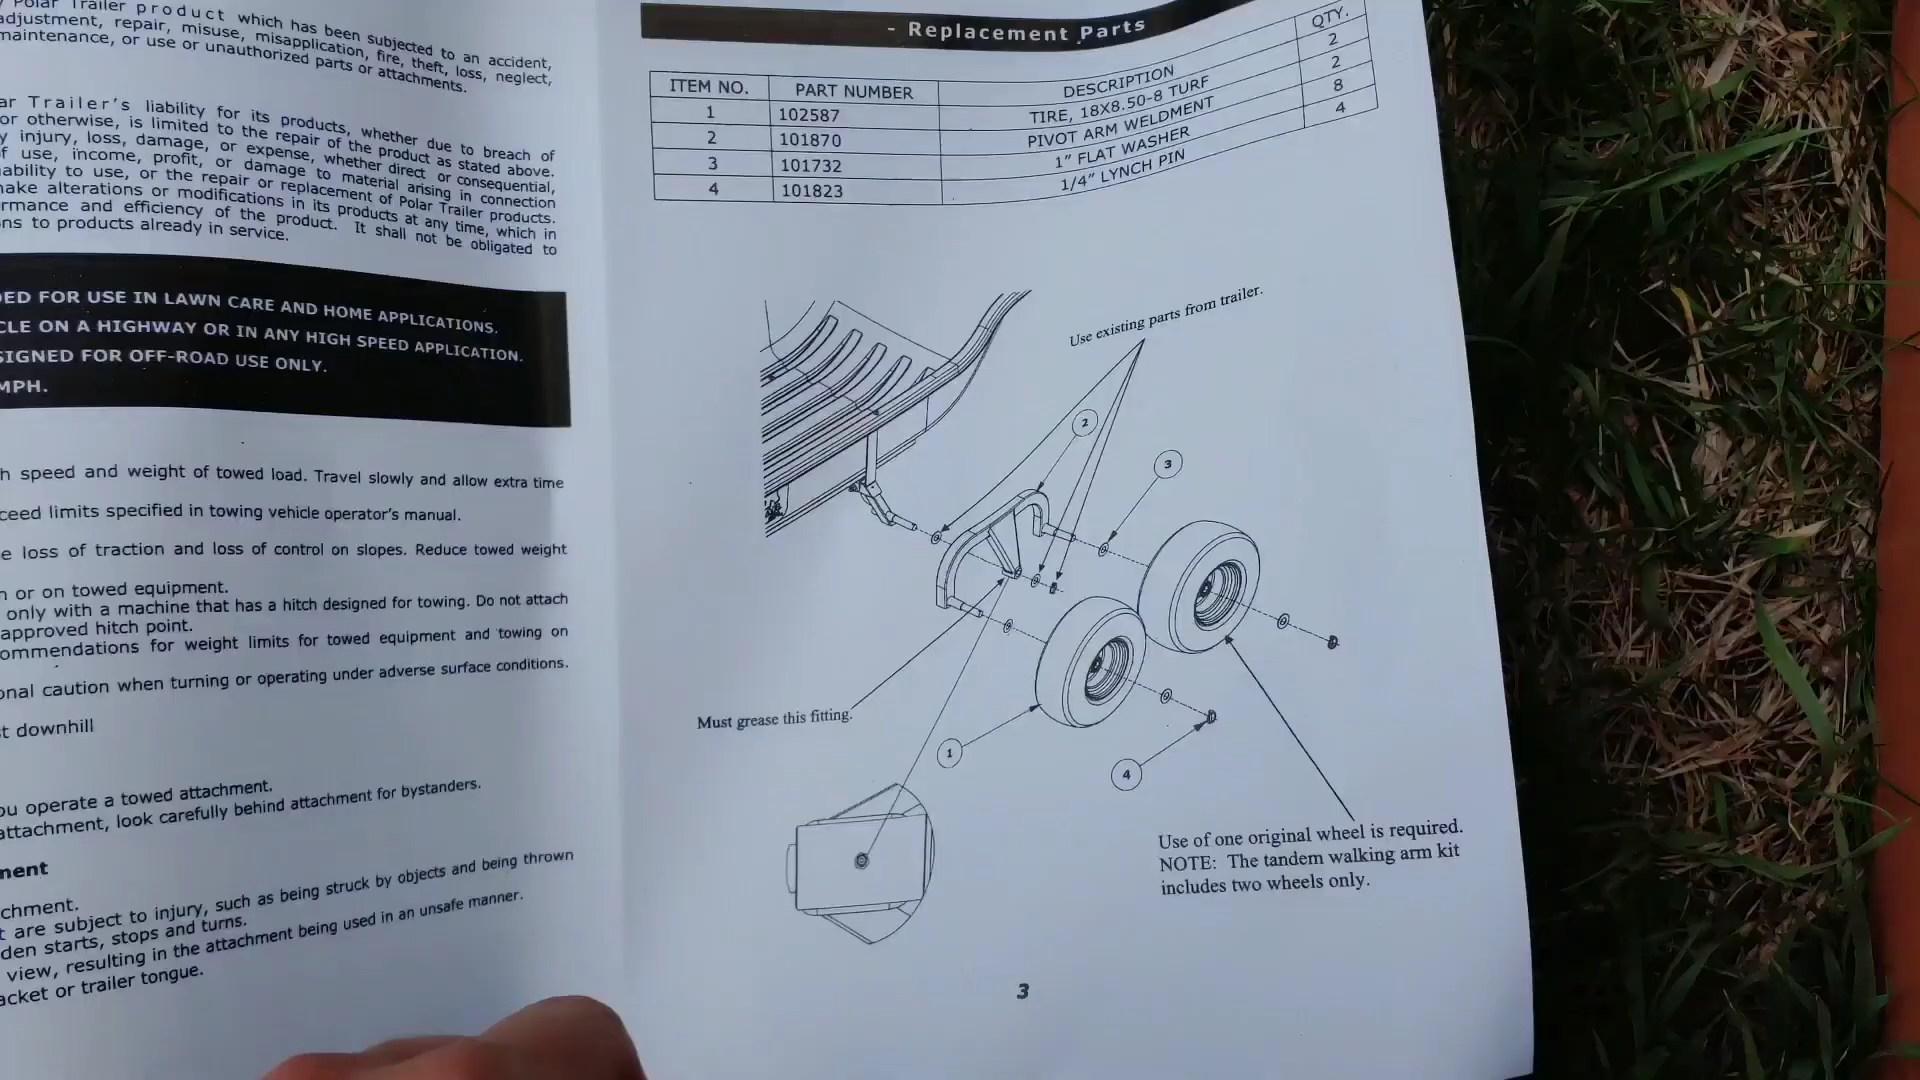 Polar Trailer product which has been subjected to an accident,
adjustment, repair, misuse, misapplication, fire, theft, loss, neglect,
maintenance, or use or unauthorized parts or attachments.
Trailer's liability for its products, whether due to breach of
or otherwise, is limited to the repair of the product as stated above.
injury, loss, damage, or expense, whether direct or consequential,
use, income, profit, or damage to material arising in connection
ability to use, or the repair or replacement of Polar Trailer products.
make alterations or modifications in its products at any time, which in
rmance and efficiency of the product. It shall not be obligated to
ns to products already in service.
ED FOR USE IN LAWN CARE AND HOME APPLICATIONS.
CLE ON A HIGHWAY OR IN ANY HIGH SPEED APPLICATION.
SIGNED FOR OFF-ROAD USE ONLY.
MPH.
h speed and weight of towed load. Travel slowly and allow extra time
ceed limits specified in towing vehicle operator's manual.
e loss of traction and loss of control on slopes. Reduce towed weight
n or on towed equipment.
only with a machine that has a hitch designed for towing. Do not attach
approved hitch point.
ommendations for weight limits for towed equipment and towing on
onal caution when turning or operating under adverse surface conditions.
t downhill
ou operate a towed attachment.
attachment, look carefully behind attachment for bystanders.
ment
chment.
t are subject to injury, such as being struck by objects and being thrown
den starts, stops and turns.
view, resulting in the attachment being used in an unsafe manner.
acket or trailer tongue.
- Replacement Parts
ITEM NO. PART NUMBER DESCRIPTION QTY.
1 102587 TIRE, 18X8.50-8 TURF 2
2 101870 PIVOT ARM WELDMENT 2
3 101732 1" FLAT WASHER 8
4 101823 1/4" LYNCH PIN 4
Use existing parts from trailer.
2
3
Must grease this fitting.
1
4
Use of one original wheel is required.
NOTE: The tandem walking arm kit
includes two wheels only.
3